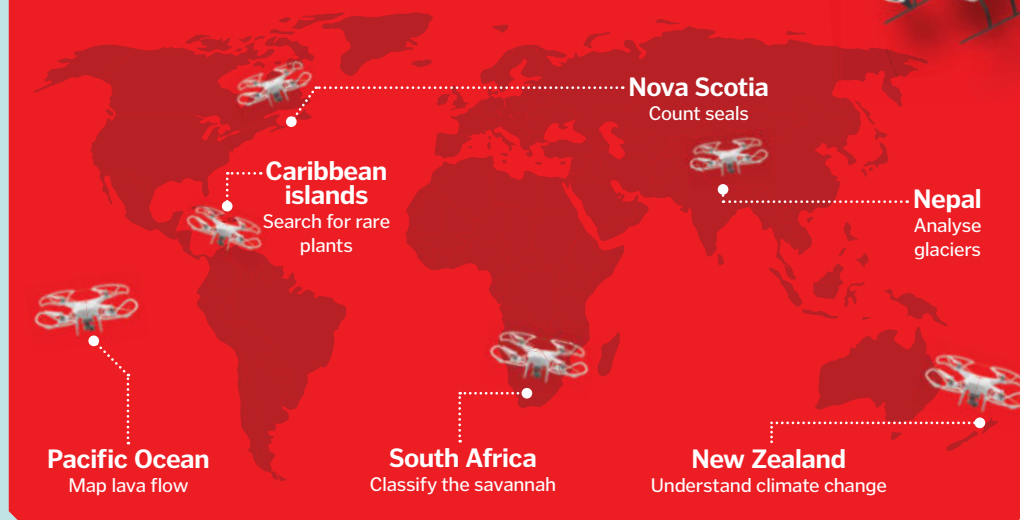 Nova Scotia
Count seals
Caribbean
islands
Search for rare
plants
Nepal
Analyse
glaciers
Pacific Ocean
Map lava flow
South Africa
Classify the savannah
New Zealand
Understand climate change